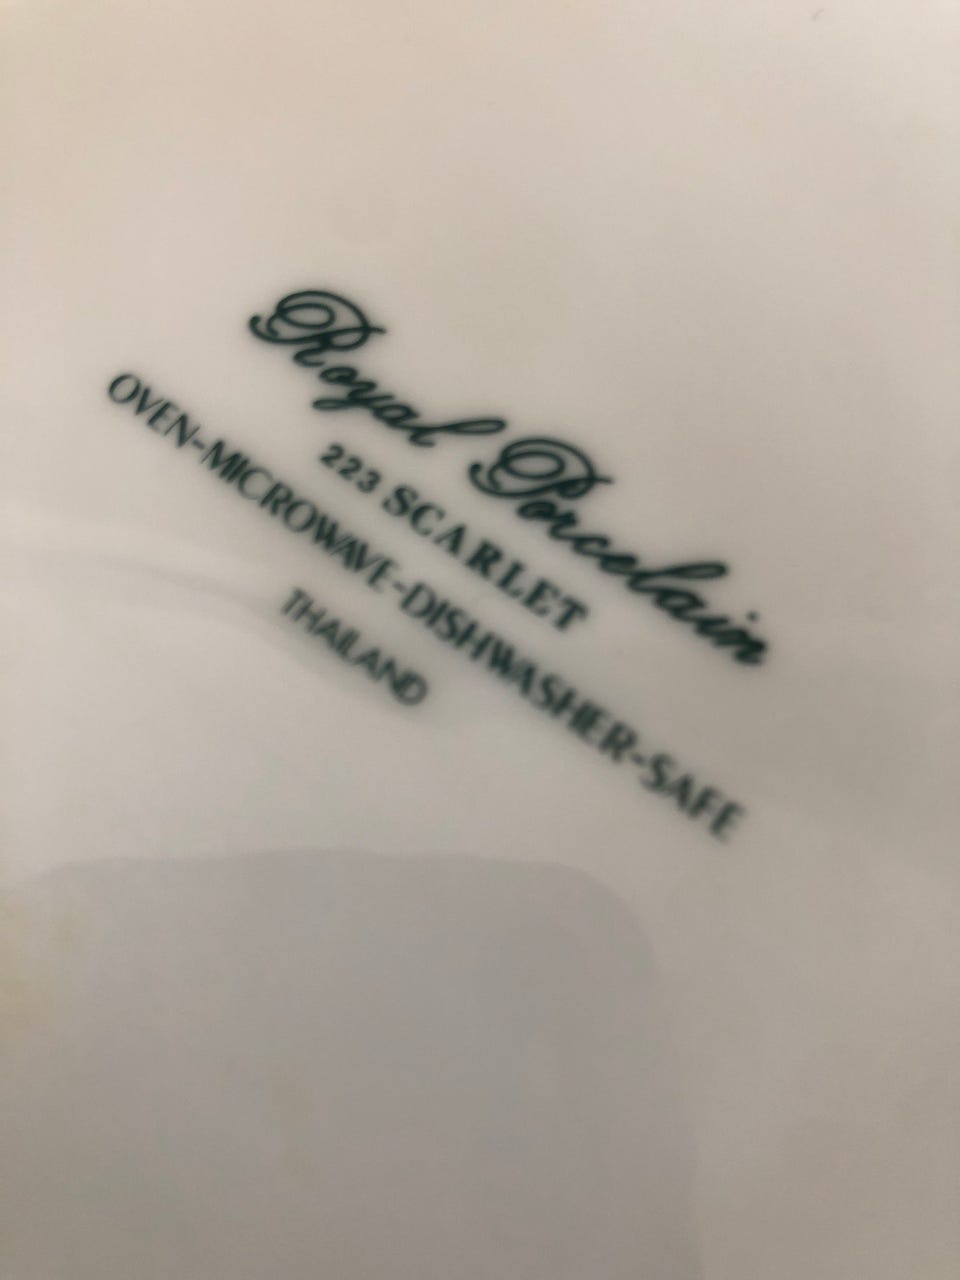 Royal Porcelain
223 SCARLET
OVEN-MICROWAVE-DISHWASHER-SAFE
THAILAND